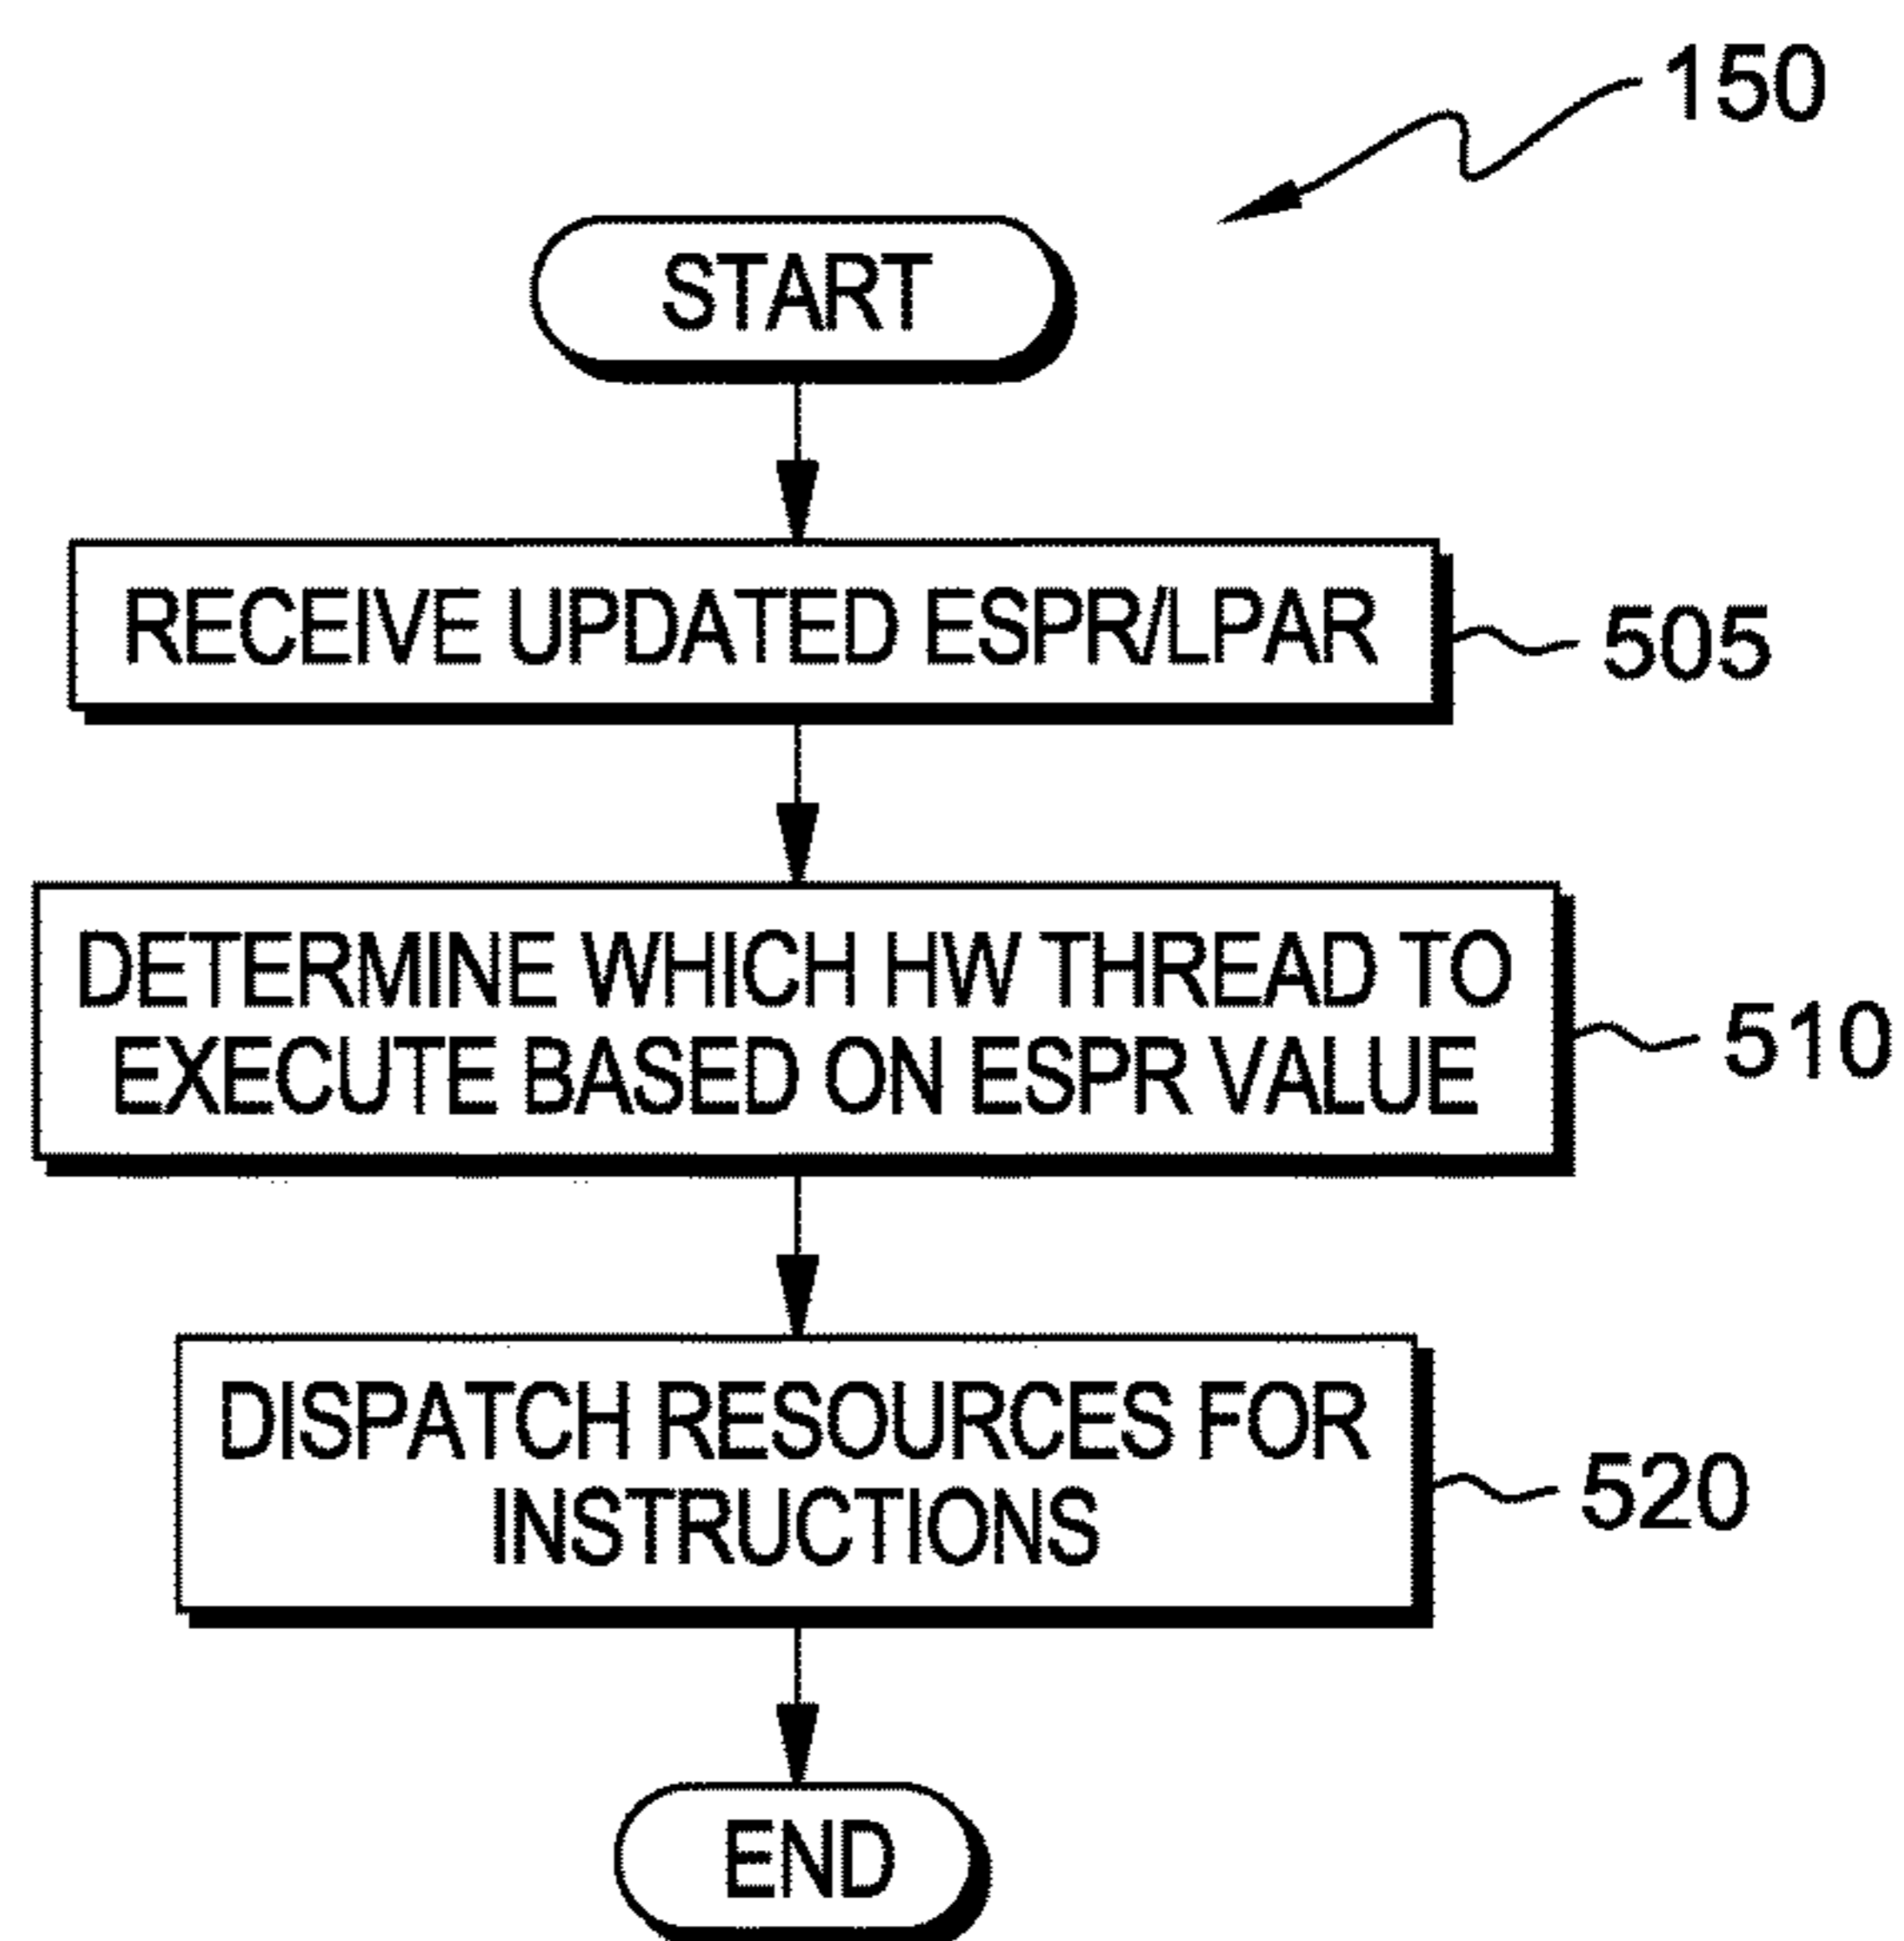 150
START
RECEIVE UPDATED ESPR/LPAR
505
DETERMINE WHICH HW THREAD TO
EXECUTE BASED ON ESPR VALUE
510
DISPATCH RESOURCES FOR
INSTRUCTIONS
520
END